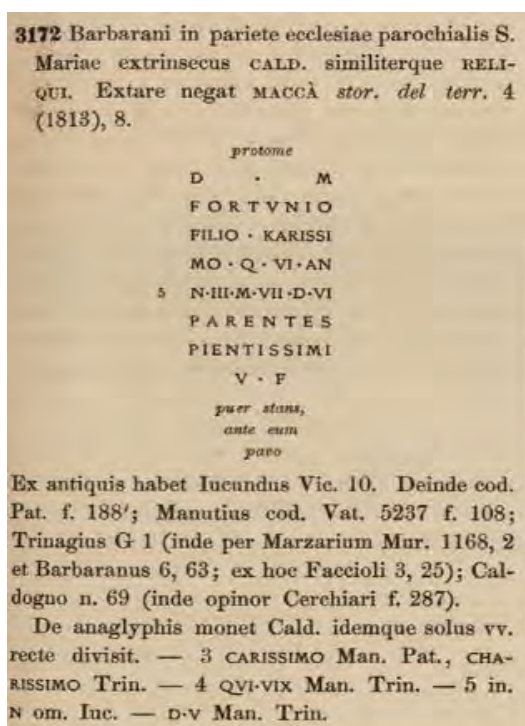 3172 Barbarani in pariete ecclesiae parochialis S.
Mariae extrinsecus CALD. similiterque RELI-
QUI. Extare negat MACCÀ stor. del terr. 4
(1813), 8.
protome
D · M
FORTVNIO
FILIO · KARISSI
MO · Q · VI · AN
5 N·III·M·VII·D·VI
PARENTES
PIENTISSIMI
V · F
puer stans,
ante eum
pavo
Ex antiquis habet Iucundus Vic. 10. Deinde cod.
Pat. f. 188'; Manutius cod. Vat. 5237 f. 108;
Trinagius G 1 (inde per Marzarium Mur. 1168, 2
et Barbaranus 6, 63; ex hoc Faccioli 3, 25); Cal-
dogno n. 69 (inde opinor Cerchiari f. 287).
De anaglyphis monet Cald. idemque solus vv.
recte divisit. — 3 CARISSIMO Man. Pat., CHA-
RISSIMO Trin. — 4 QVI·VIX Man. Trin. — 5 in.
N om. Iuc. — D·V Man. Trin.